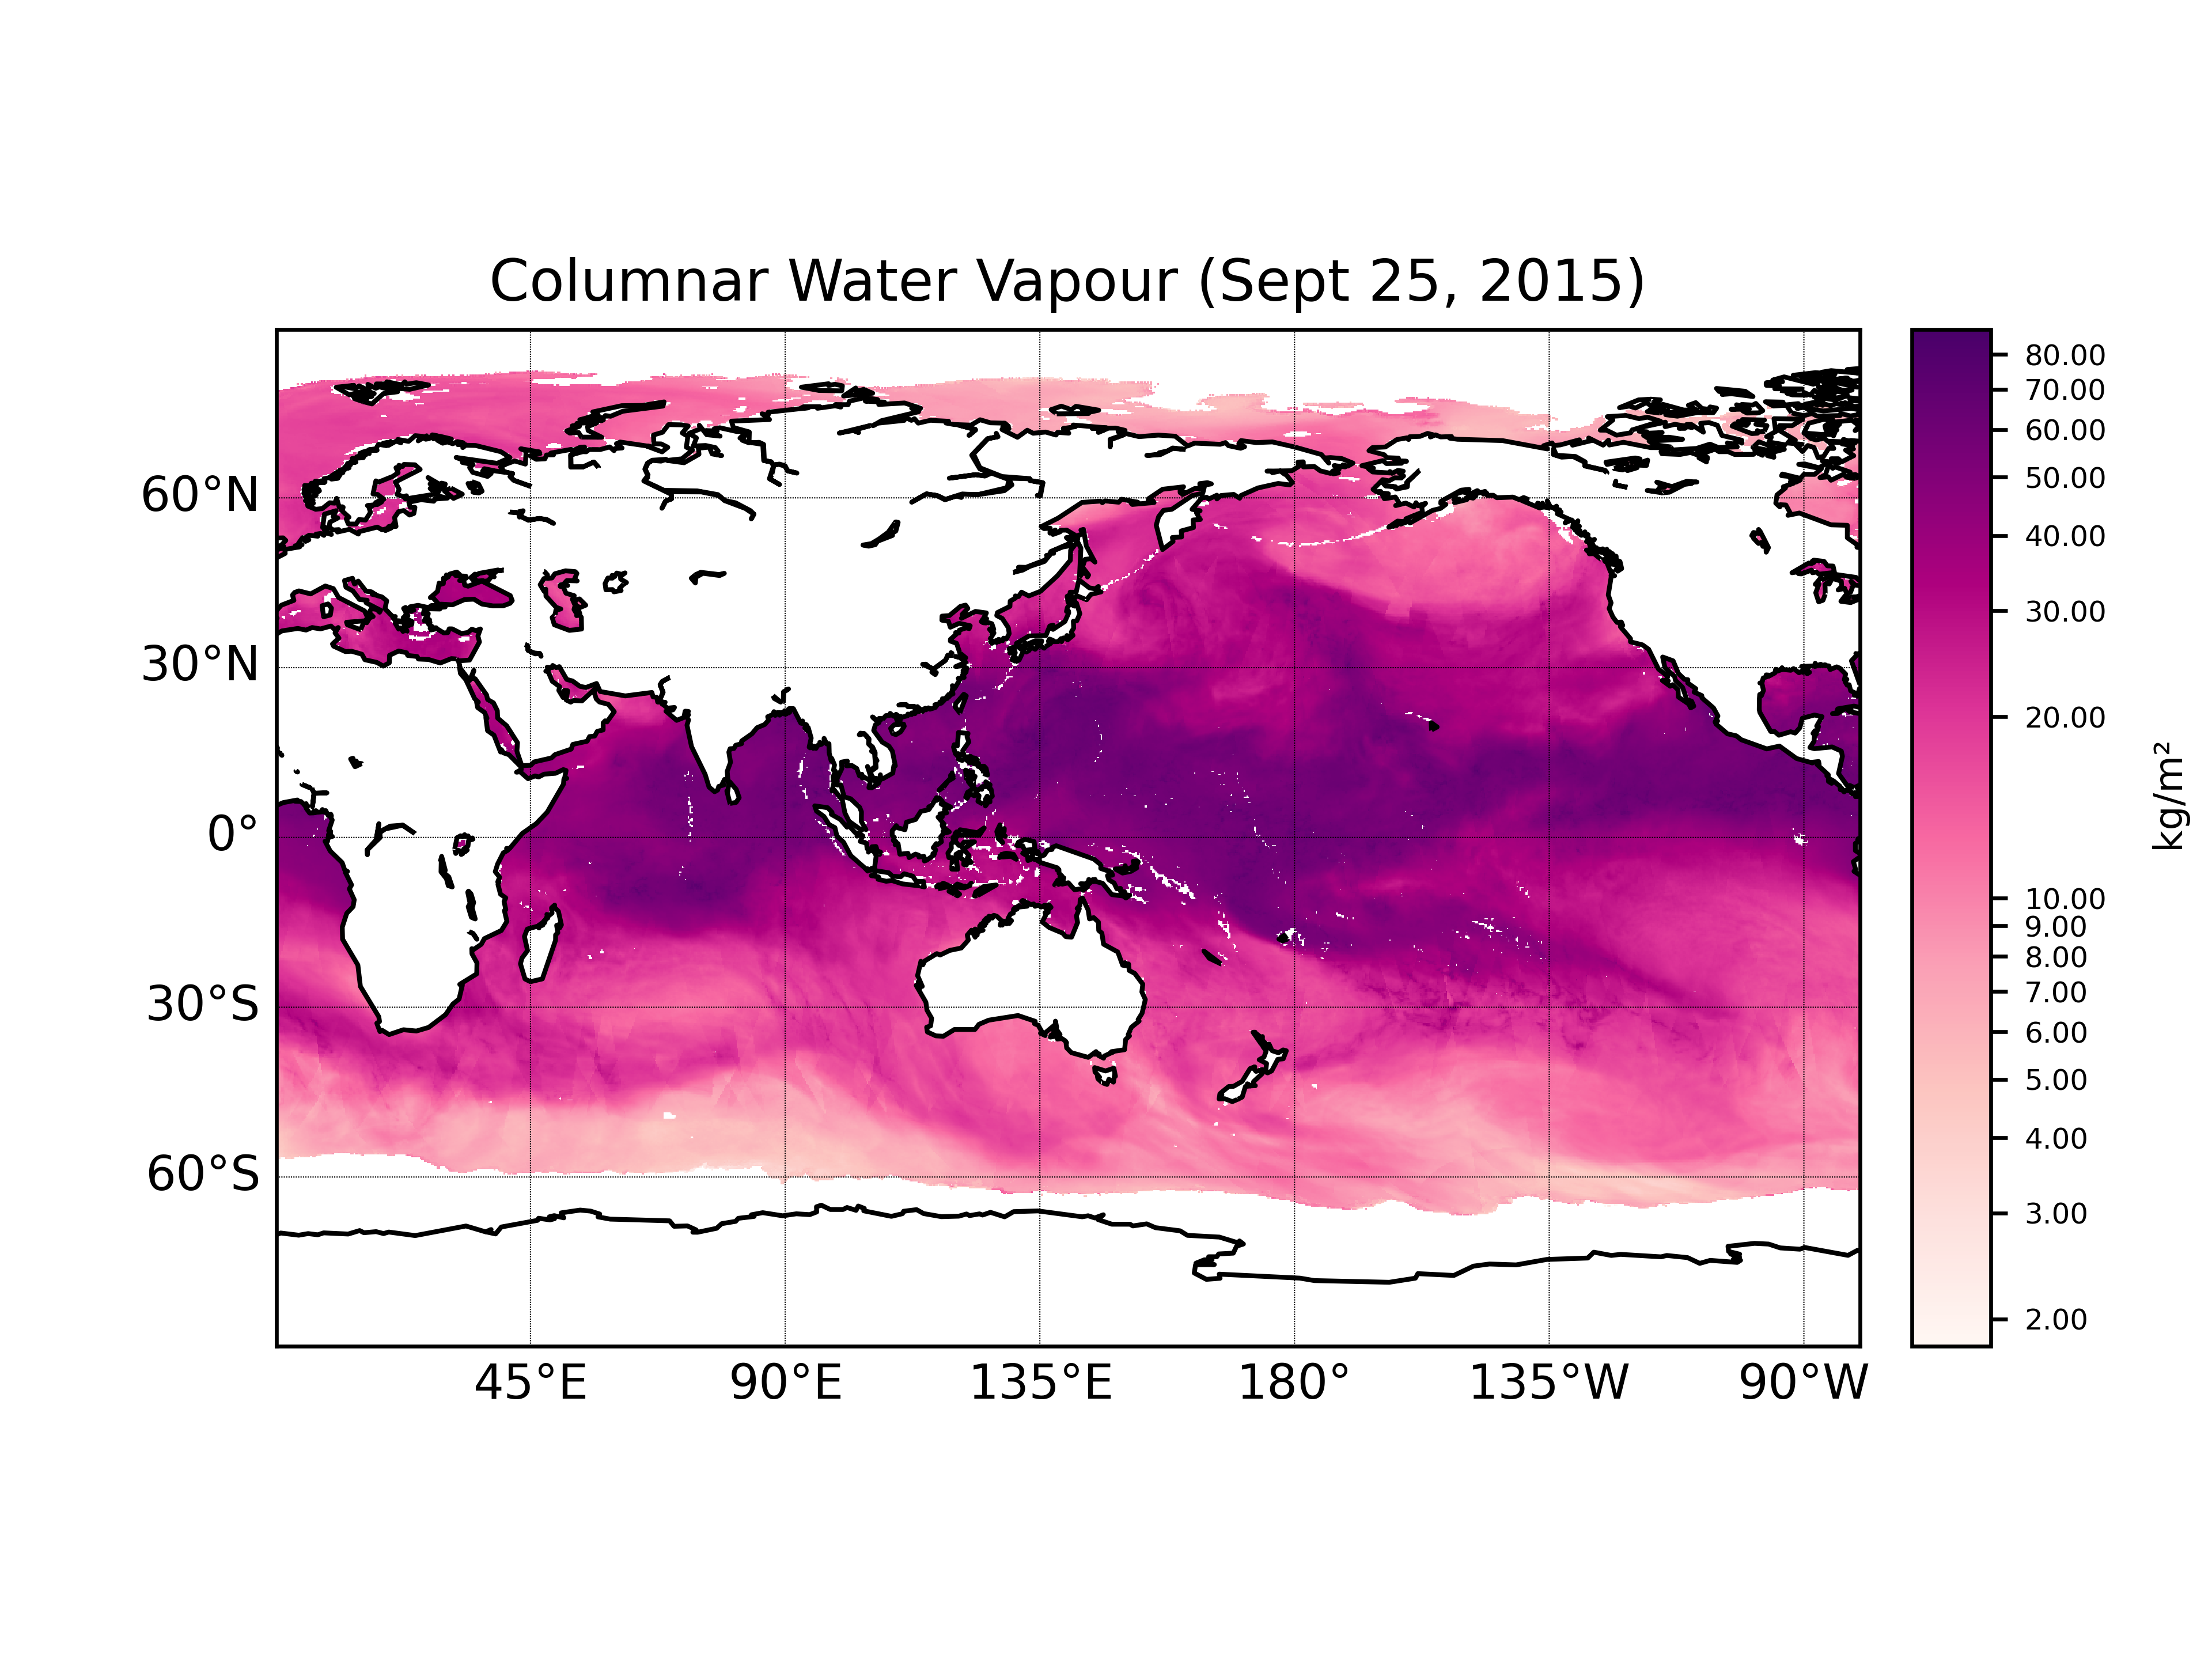 Columnar Water Vapour (Sept 25, 2015)
60°N
30°N
0°
30°S
60°S
45°E
90°E
135°E
180°
135°W
90°W
80.00
70.00
60.00
50.00
40.00
30.00
20.00
10.00
9.00
8.00
7.00
6.00
5.00
4.00
3.00
2.00
kg/m²